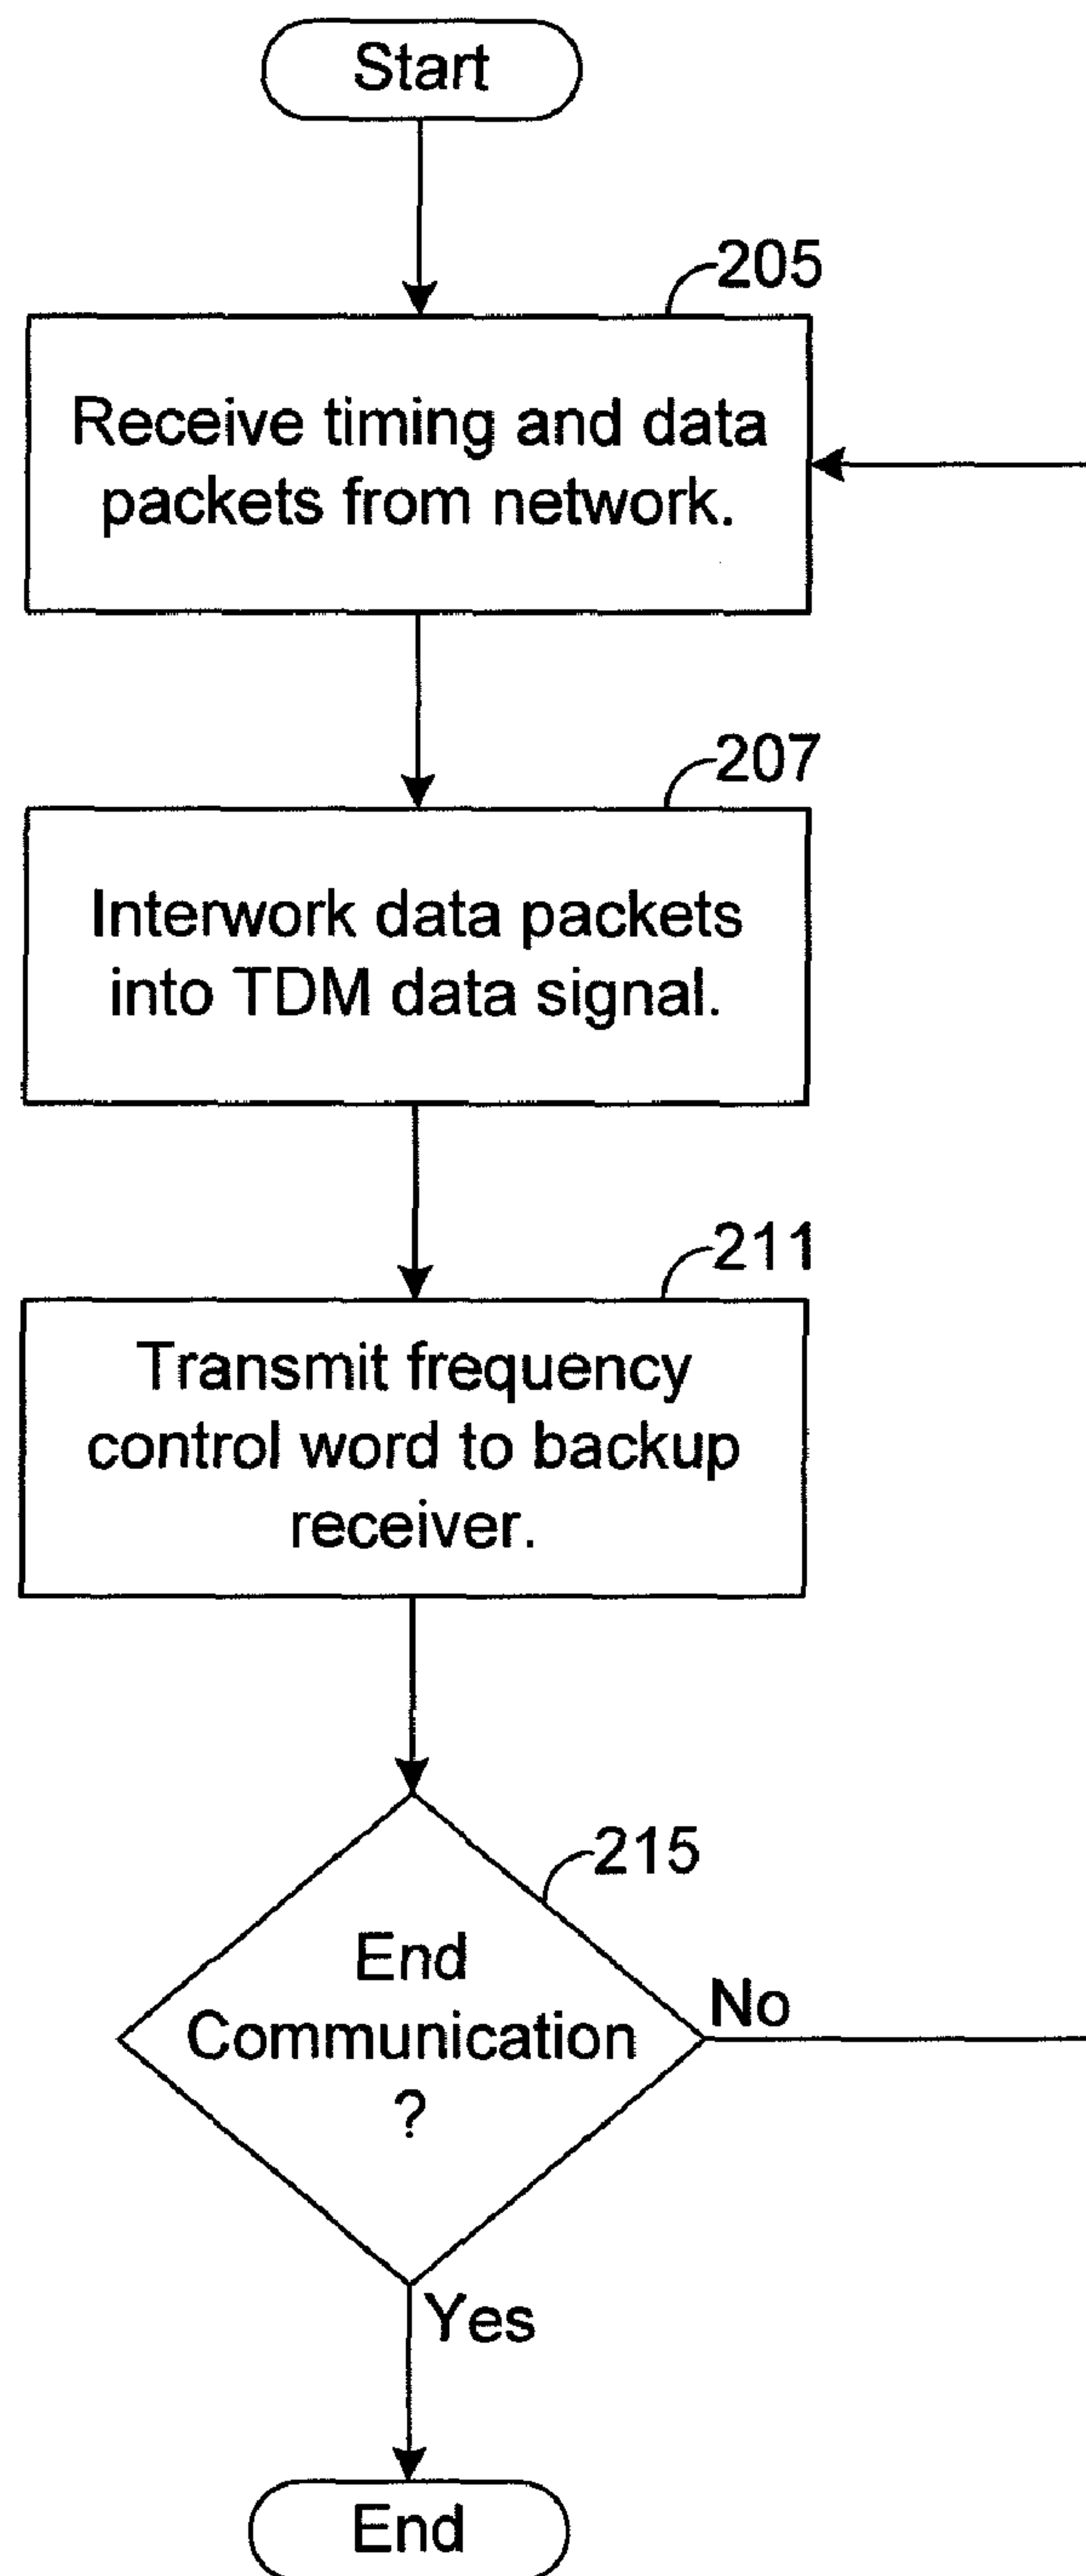 Start
205
Receive timing and data
packets from network.
207
Interwork data packets
into TDM data signal.
211
Transmit frequency
control word to backup
receiver.
215
End
Communication
?
No
Yes
End